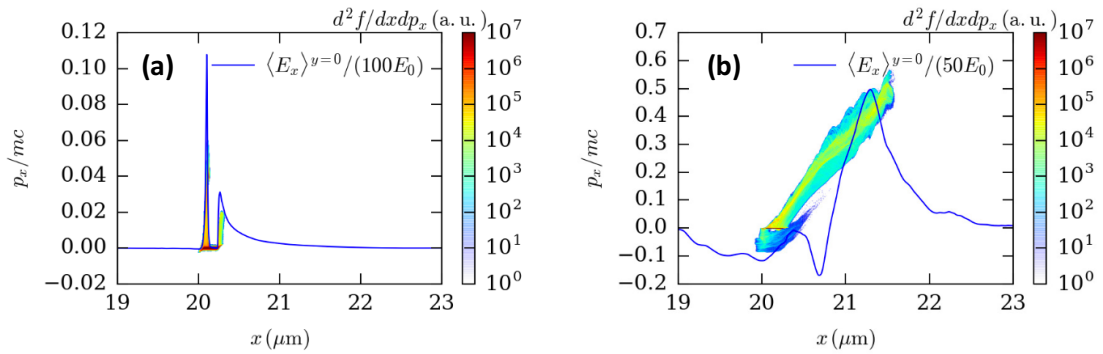 d²f/dxdpₓ (a. u.)
(a)
⟨Eₓ⟩^{y=0}/(100E₀)
0.12
0.10
0.08
0.06
0.04
0.02
0.00
−0.02
pₓ/mc
19 20 21 22 23
x (μm)
10⁷
10⁶
10⁵
10⁴
10³
10²
10¹
10⁰
d²f/dxdpₓ (a. u.)
(b)
⟨Eₓ⟩^{y=0}/(50E₀)
0.7
0.6
0.5
0.4
0.3
0.2
0.1
0.0
−0.1
−0.2
pₓ/mc
19 20 21 22 23
x (μm)
10⁷
10⁶
10⁵
10⁴
10³
10²
10¹
10⁰